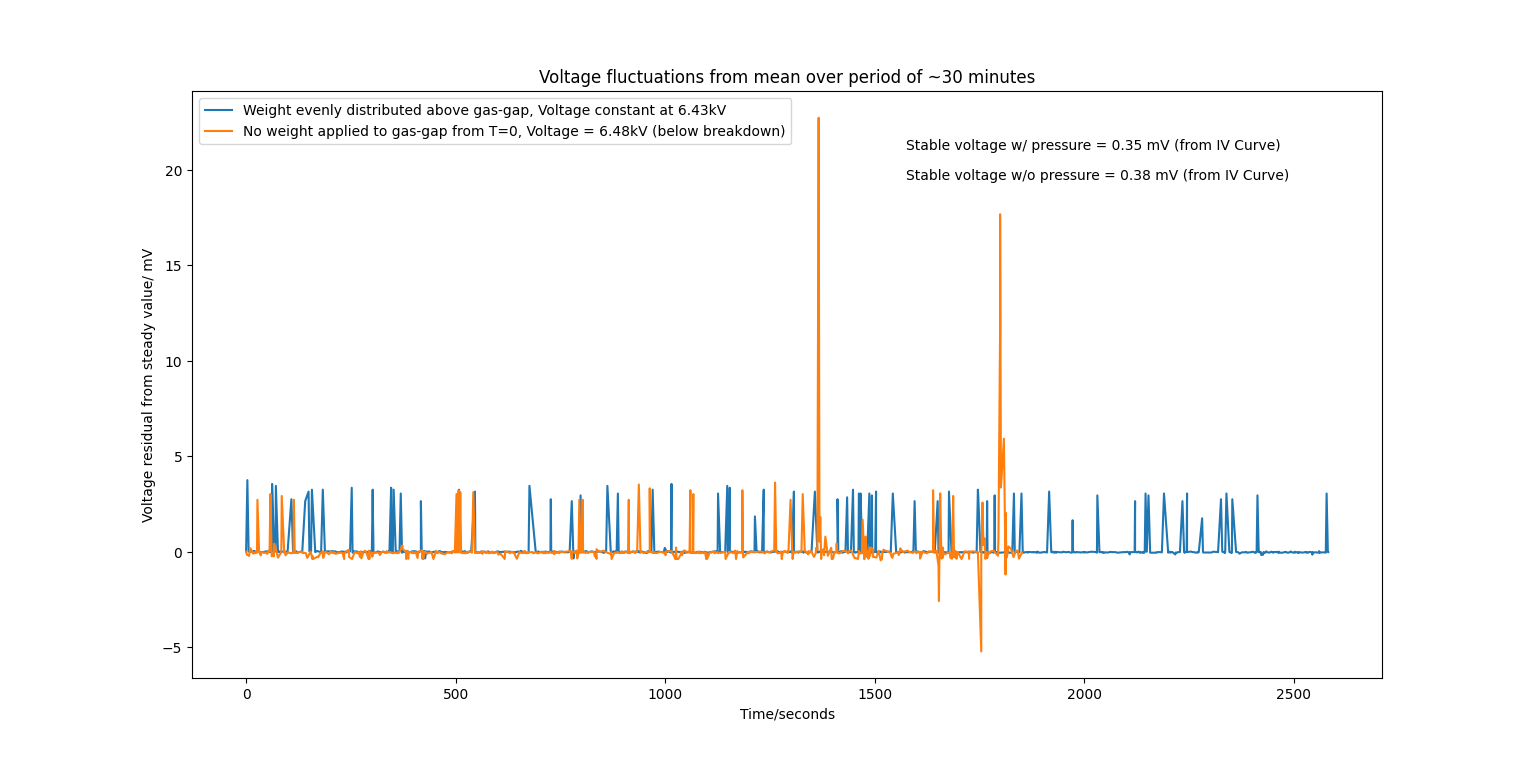 Voltage fluctuations from mean over period of ~30 minutes
Weight evenly distributed above gas-gap, Voltage constant at 6.43kV
No weight applied to gas-gap from T=0, Voltage = 6.48kV (below breakdown)
Stable voltage w/ pressure = 0.35 mV (from IV Curve)
Stable voltage w/o pressure = 0.38 mV (from IV Curve)
Voltage residual from steady value/ mV
20
15
10
5
0
−5
0 500 1000 1500 2000 2500
Time/seconds